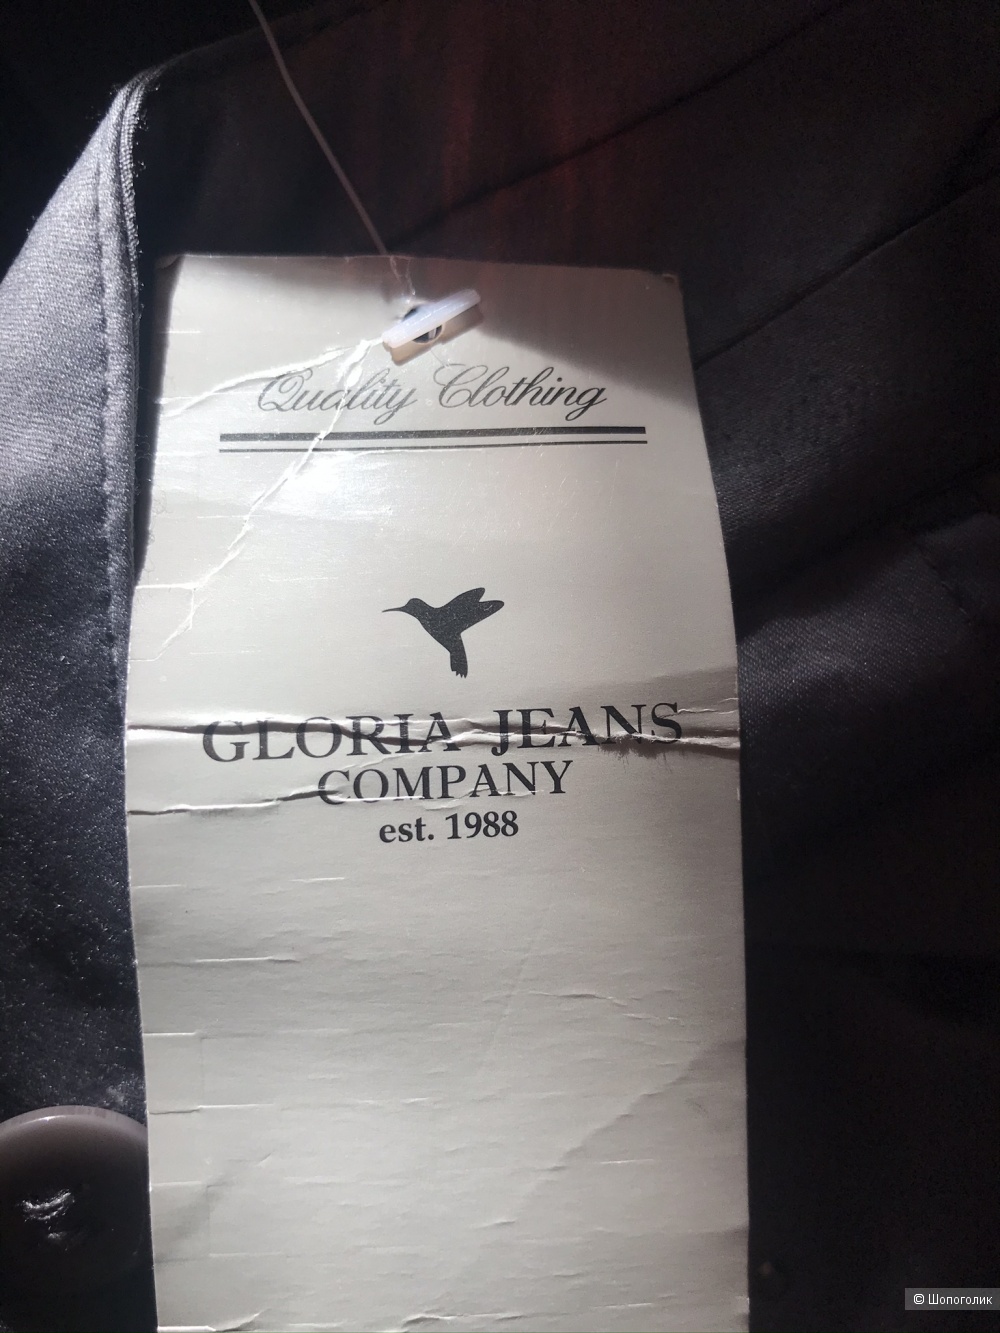 Quality Clothing
GLORIA JEANS
COMPANY
est. 1988
© Шопоголик